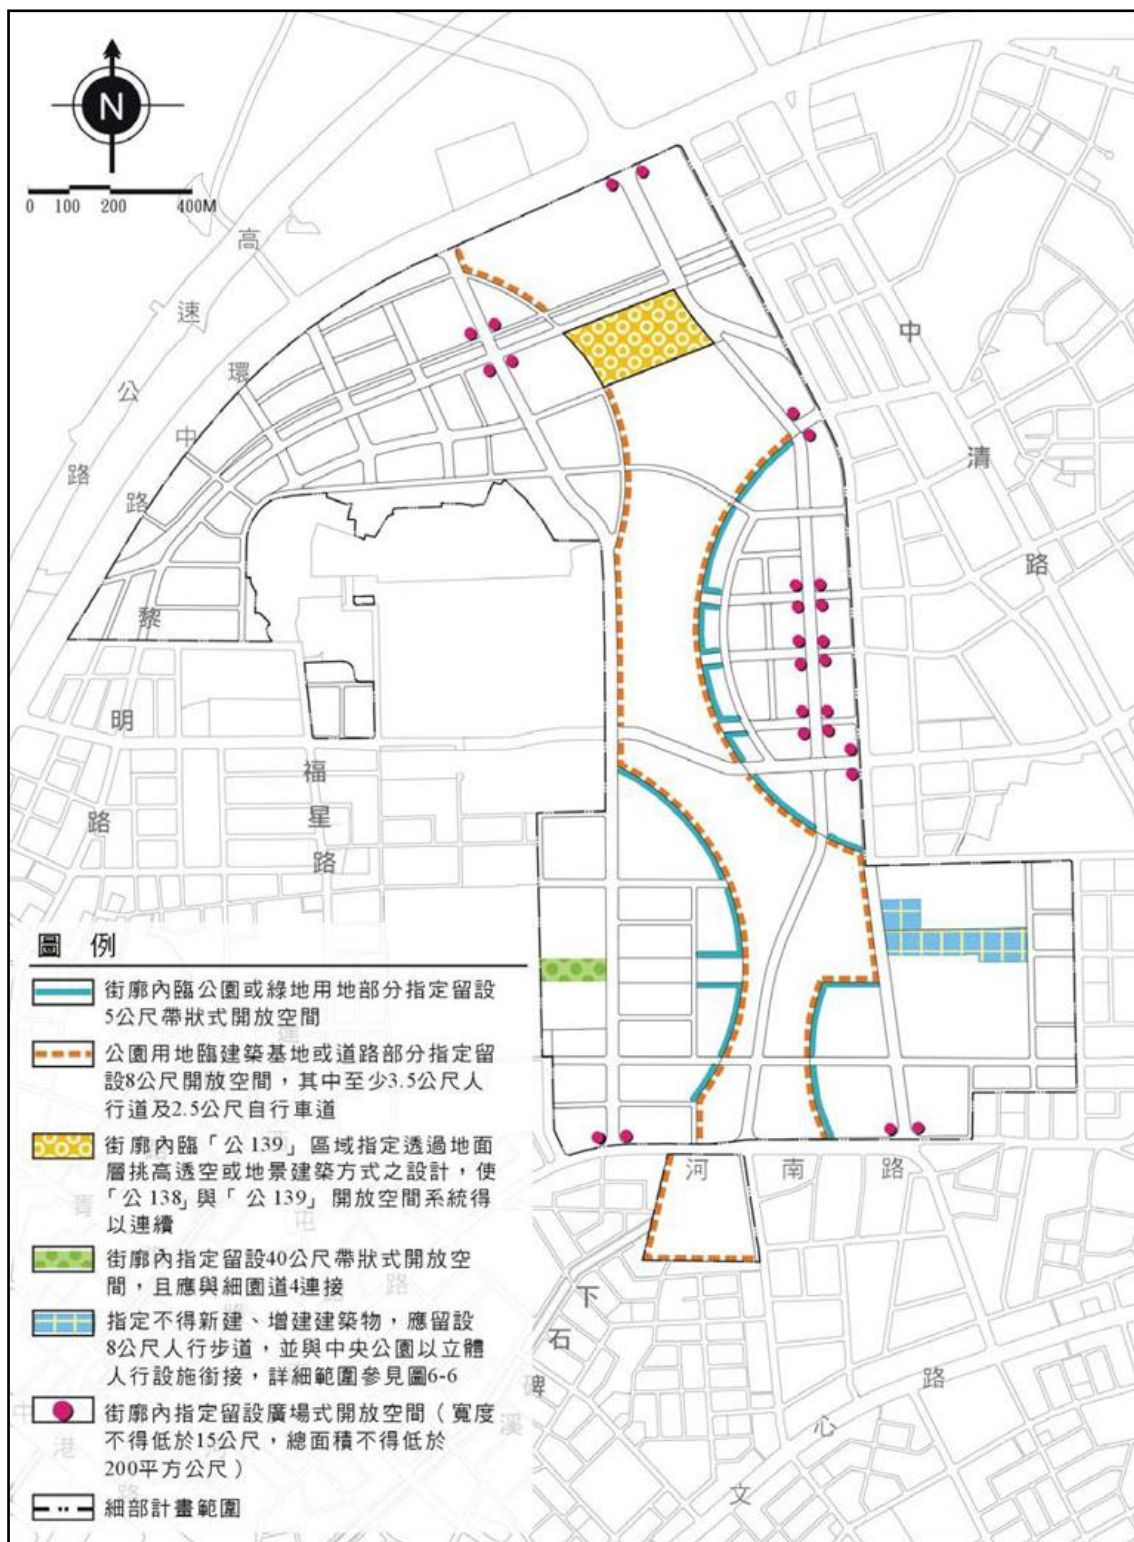 N
0 100 200 400M
高
速
公
路
環
中
路
中
清
路
黎
明
路
福
星
路
圖 例
街廓內臨公園或綠地用地部分指定留設
5公尺帶狀式開放空間
公園用地臨建築基地或道路部分指定留
設8公尺開放空間，其中至少3.5公尺人
行道及2.5公尺自行車道
街廓內臨「公139」區域指定透過地面
層挑高透空或地景建築方式之設計，使
「公138」與「公139」開放空間系統得
以連續
街廓內指定留設40公尺帶狀式開放空
間，且應與細園道4連接
指定不得新建、增建建築物，應留設
8公尺人行步道，並與中央公園以立體
人行設施銜接，詳細範圍參見圖6-6
街廓內指定留設廣場式開放空間（寬度
不得低於15公尺，總面積不得低於
200平方公尺）
細部計畫範圍
河 南 路
下
石
碑
溪
文
心
路
青
路
屯
路
中
港
路